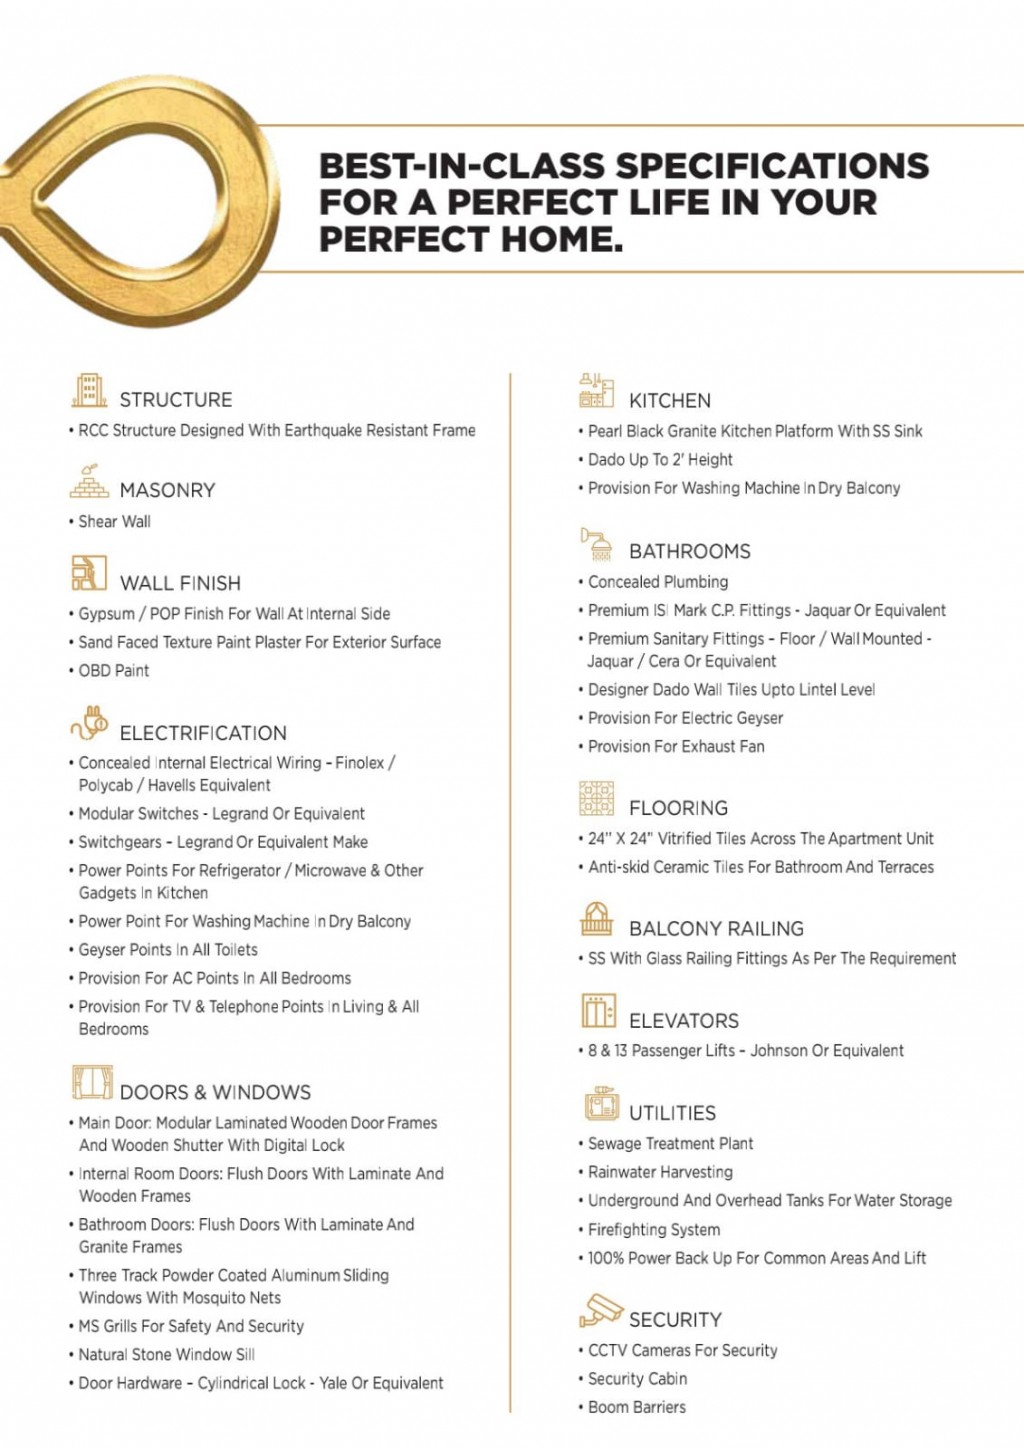 BEST-IN-CLASS SPECIFICATIONS
FOR A PERFECT LIFE IN YOUR
PERFECT HOME.
STRUCTURE
• RCC Structure Designed With Earthquake Resistant Frame
MASONRY
• Shear Wall
WALL FINISH
• Gypsum / POP Finish For Wall At Internal Side
• Sand Faced Texture Paint Plaster For Exterior Surface
• OBD Paint
ELECTRIFICATION
• Concealed Internal Electrical Wiring – Finolex /
Polycab / Havells Equivalent
• Modular Switches - Legrand Or Equivalent
• Switchgears – Legrand Or Equivalent Make
• Power Points For Refrigerator / Microwave & Other
Gadgets In Kitchen
• Power Point For Washing Machine In Dry Balcony
• Geyser Points In All Toilets
• Provision For AC Points In All Bedrooms
• Provision For TV & Telephone Points In Living & All
Bedrooms
DOORS & WINDOWS
• Main Door: Modular Laminated Wooden Door Frames
And Wooden Shutter With Digital Lock
• Internal Room Doors: Flush Doors With Laminate And
Wooden Frames
• Bathroom Doors: Flush Doors With Laminate And
Granite Frames
• Three Track Powder Coated Aluminum Sliding
Windows With Mosquito Nets
• MS Grills For Safety And Security
• Natural Stone Window Sill
• Door Hardware – Cylindrical Lock - Yale Or Equivalent
KITCHEN
• Pearl Black Granite Kitchen Platform With SS Sink
• Dado Up To 2' Height
• Provision For Washing Machine In Dry Balcony
BATHROOMS
• Concealed Plumbing
• Premium ISI Mark C.P. Fittings - Jaquar Or Equivalent
• Premium Sanitary Fittings – Floor / Wall Mounted -
Jaquar / Cera Or Equivalent
• Designer Dado Wall Tiles Upto Lintel Level
• Provision For Electric Geyser
• Provision For Exhaust Fan
FLOORING
• 24'' X 24" Vitrified Tiles Across The Apartment Unit
• Anti-skid Ceramic Tiles For Bathroom And Terraces
BALCONY RAILING
• SS With Glass Railing Fittings As Per The Requirement
ELEVATORS
• 8 & 13 Passenger Lifts – Johnson Or Equivalent
UTILITIES
• Sewage Treatment Plant
• Rainwater Harvesting
• Underground And Overhead Tanks For Water Storage
• Firefighting System
• 100% Power Back Up For Common Areas And Lift
SECURITY
• CCTV Cameras For Security
• Security Cabin
• Boom Barriers